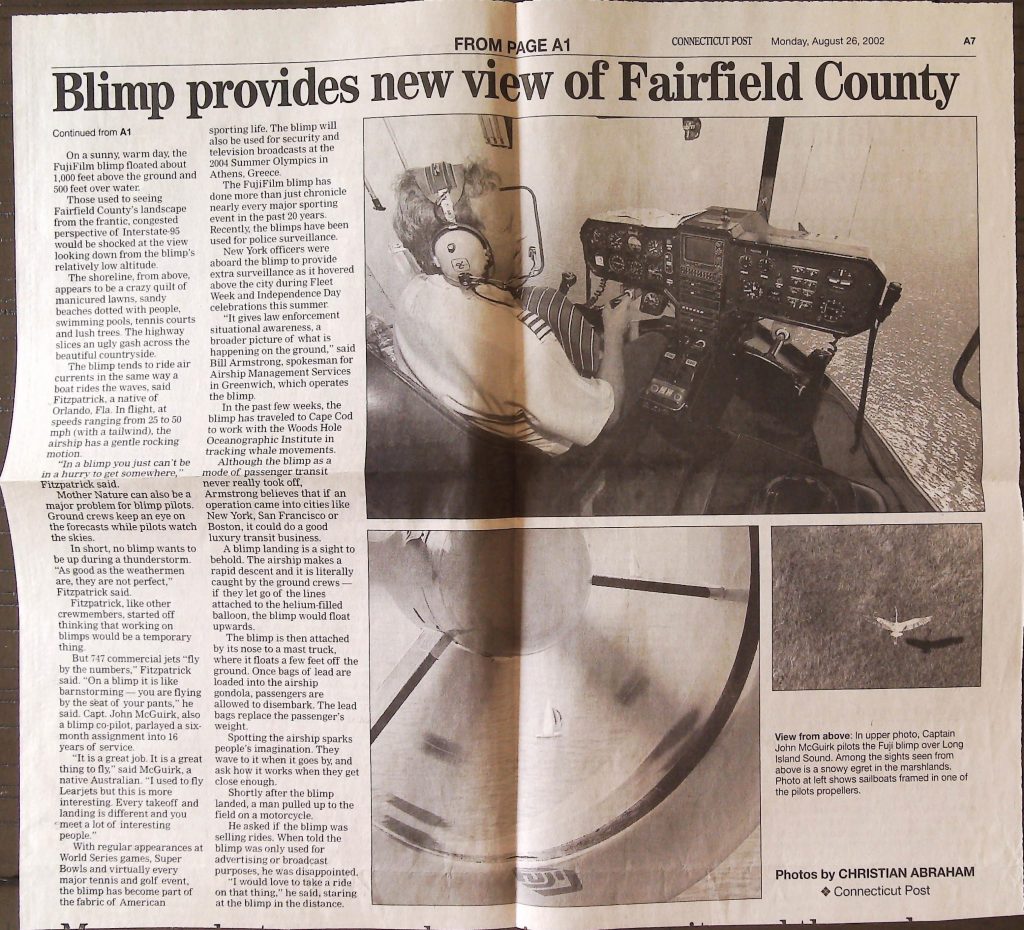 FROM PAGE A1
CONNECTICUT POST Monday, August 26, 2002
A7
Blimp provides new view of Fairfield County
Continued from A1
On a sunny, warm day, the
FujiFilm blimp floated about
1,000 feet above the ground and
500 feet over water.
Those used to seeing
Fairfield County's landscape
from the frantic, congested
perspective of Interstate-95
would be shocked at the view
looking down from the blimp's
relatively low altitude.
The shoreline, from above,
appears to be a crazy quilt of
manicured lawns, sandy
beaches dotted with people,
swimming pools, tennis courts
and lush trees. The highway
slices an ugly gash across the
beautiful countryside.
The blimp tends to ride air
currents in the same way a
boat rides the waves, said
Fitzpatrick, a native of
Orlando, Fla. In flight, at
speeds ranging from 25 to 50
mph (with a tailwind), the
airship has a gentle rocking
motion.
"In a blimp you just can't be
in a hurry to get somewhere,"
Fitzpatrick said.
Mother Nature can also be a
major problem for blimp pilots.
Ground crews keep an eye on
the forecasts while pilots watch
the skies.
In short, no blimp wants to
be up during a thunderstorm.
"As good as the weathermen
are, they are not perfect,"
Fitzpatrick said.
Fitzpatrick, like other
crewmembers, started off
thinking that working on
blimps would be a temporary
thing.
But 747 commercial jets "fly
by the numbers," Fitzpatrick
said. "On a blimp it is like
barnstorming — you are flying
by the seat of your pants," he
said. Capt. John McGuirk, also
a blimp co-pilot, parlayed a six-
month assignment into 16
years of service.
"It is a great job. It is a great
thing to fly," said McGuirk, a
native Australian. "I used to fly
Learjets but this is more
interesting. Every takeoff and
landing is different and you
meet a lot of interesting
people."
With regular appearances at
World Series games, Super
Bowls and virtually every
major tennis and golf event,
the blimp has become part of
the fabric of American
sporting life. The blimp will
also be used for security and
television broadcasts at the
2004 Summer Olympics in
Athens, Greece.
The FujiFilm blimp has
done more than just chronicle
nearly every major sporting
event in the past 20 years.
Recently, the blimps have been
used for police surveillance.
New York officers were
aboard the blimp to provide
extra surveillance as it hovered
above the city during Fleet
Week and Independence Day
celebrations this summer.
"It gives law enforcement
situational awareness, a
broader picture of what is
happening on the ground," said
Bill Armstrong, spokesman for
Airship Management Services
in Greenwich, which operates
the blimp.
In the past few weeks, the
blimp has traveled to Cape Cod
to work with the Woods Hole
Oceanographic Institute in
tracking whale movements.
Although the blimp as a
mode of passenger transit
never really took off,
Armstrong believes that if an
operation came into cities like
New York, San Francisco or
Boston, it could do a good
luxury transit business.
A blimp landing is a sight to
behold. The airship makes a
rapid descent and it is literally
caught by the ground crews —
if they let go of the lines
attached to the helium-filled
balloon, the blimp would float
upwards.
The blimp is then attached
by its nose to a mast truck,
where it floats a few feet off the
ground. Once bags of lead are
loaded into the airship
gondola, passengers are
allowed to disembark. The lead
bags replace the passenger's
weight.
Spotting the airship sparks
people's imagination. They
wave to it when it goes by, and
ask how it works when they get
close enough.
Shortly after the blimp
landed, a man pulled up to the
field on a motorcycle.
He asked if the blimp was
selling rides. When told the
blimp was only used for
advertising or broadcast
purposes, he was disappointed.
"I would love to take a ride
on that thing," he said, staring
at the blimp in the distance.
View from above: In upper photo, Captain
John McGuirk pilots the Fuji blimp over Long
Island Sound. Among the sights seen from
above is a snowy egret in the marshlands.
Photo at left shows sailboats framed in one of
the pilots propellers.
Photos by CHRISTIAN ABRAHAM
❖ Connecticut Post